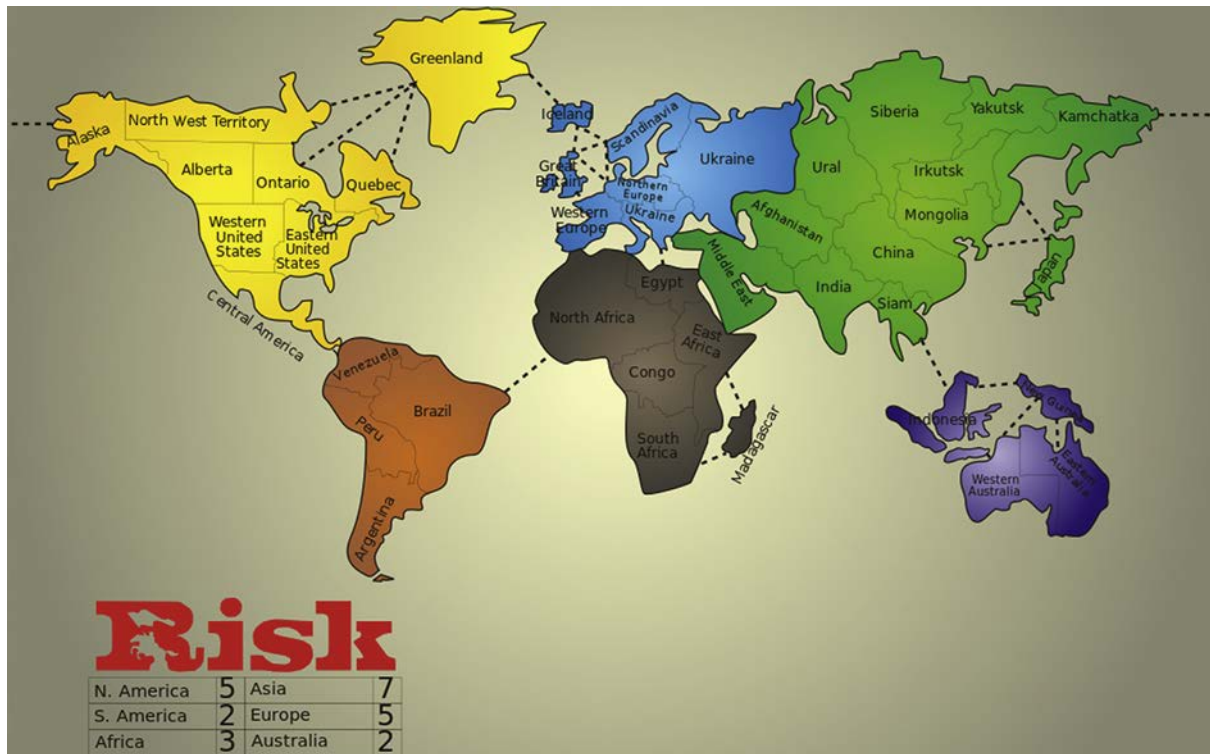 Greenland
Alaska
North West Territory
Alberta
Ontario
Quebec
Western
United
States
Eastern
United
States
Central America
Venezuela
Brazil
Peru
Argentina
Iceland
Scandinavia
Great
Britain
Northern
Europe
Ukraine
Western
Europe
Ukraine
North Africa
Egypt
East
Africa
Congo
South
Africa
Madagascar
Siberia
Yakutsk
Kamchatka
Ural
Irkutsk
Mongolia
Afghanistan
China
Middle East
India
Siam
Japan
Indonesia
New Guinea
Western
Australia
Eastern
Australia
Risk
N. America 5 Asia 7
S. America 2 Europe 5
Africa 3 Australia 2